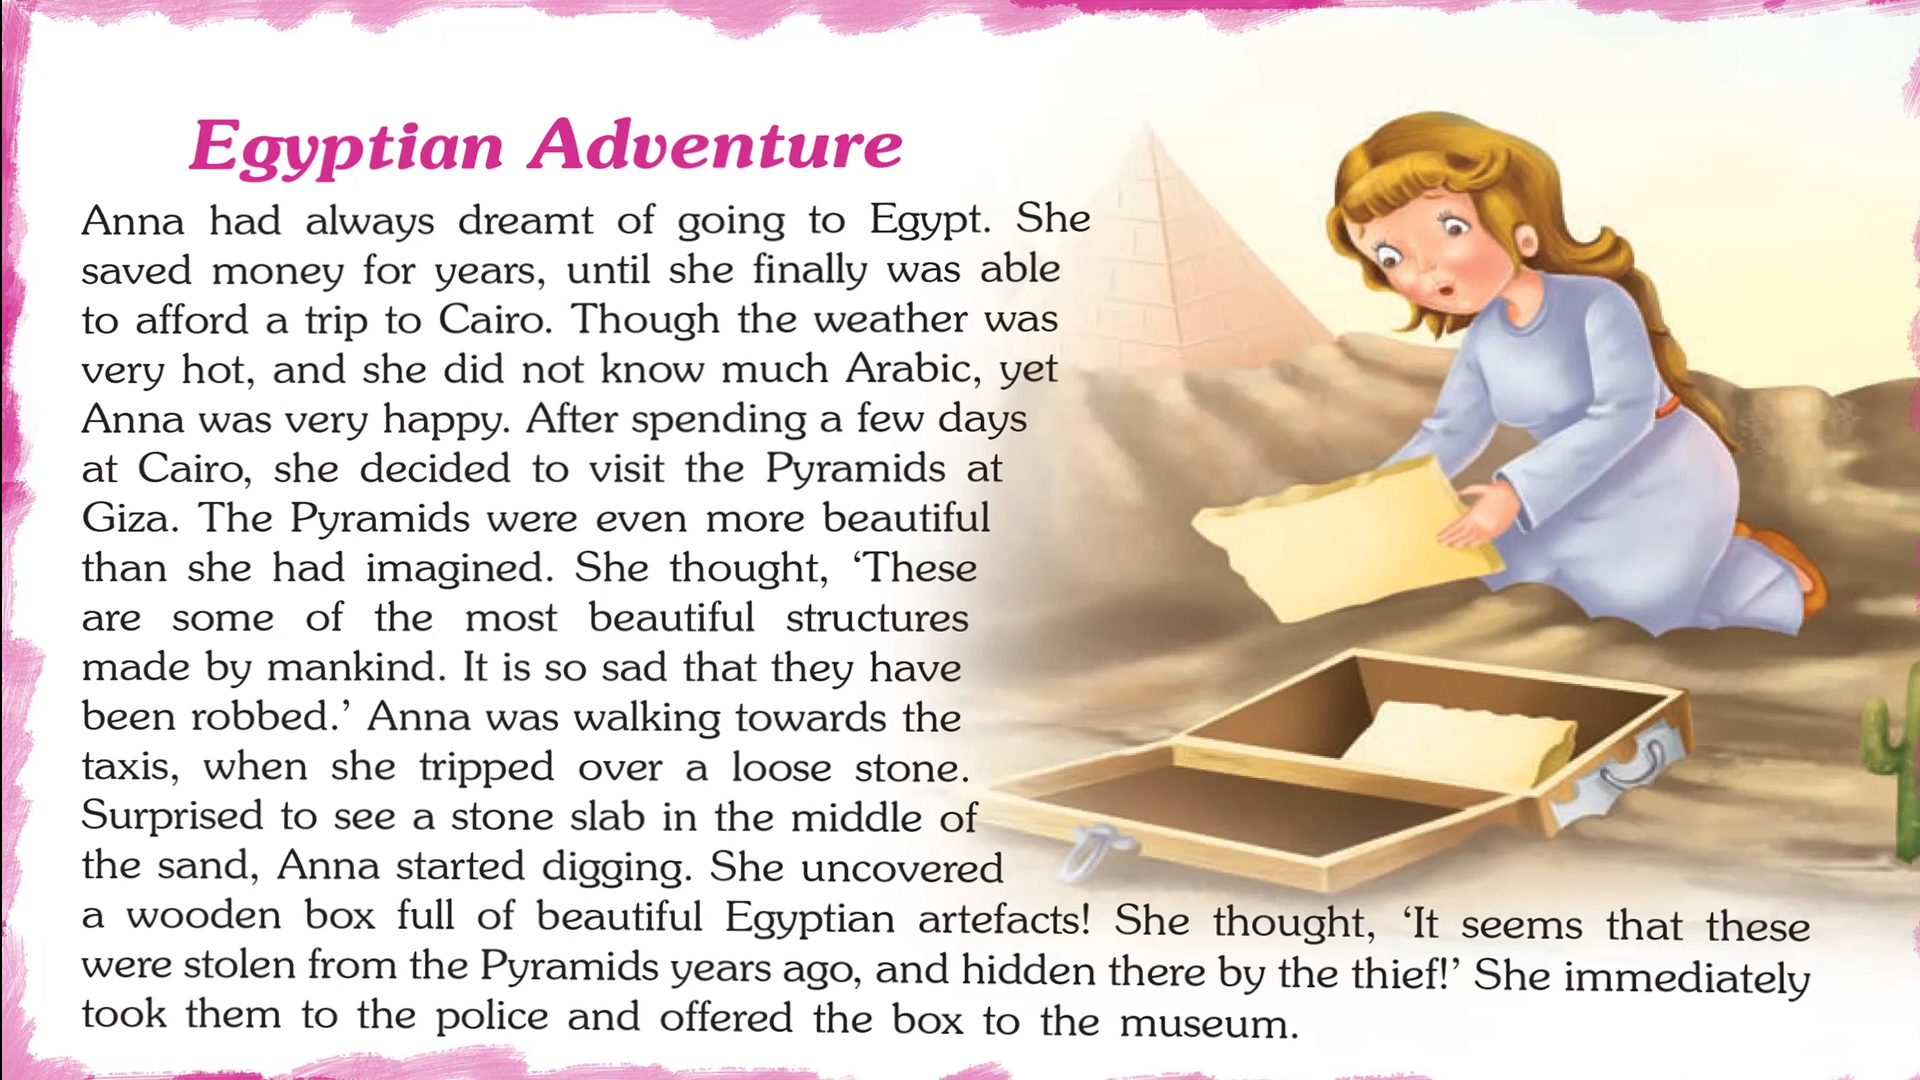 Egyptian Adventure
Anna had always dreamt of going to Egypt. She
saved money for years, until she finally was able
to afford a trip to Cairo. Though the weather was
very hot, and she did not know much Arabic, yet
Anna was very happy. After spending a few days
at Cairo, she decided to visit the Pyramids at
Giza. The Pyramids were even more beautiful
than she had imagined. She thought, ‘These
are some of the most beautiful structures
made by mankind. It is so sad that they have
been robbed.’ Anna was walking towards the
taxis, when she tripped over a loose stone.
Surprised to see a stone slab in the middle of
the sand, Anna started digging. She uncovered
a wooden box full of beautiful Egyptian artefacts! She thought, ‘It seems that these
were stolen from the Pyramids years ago, and hidden there by the thief!’ She immediately
took them to the police and offered the box to the museum.